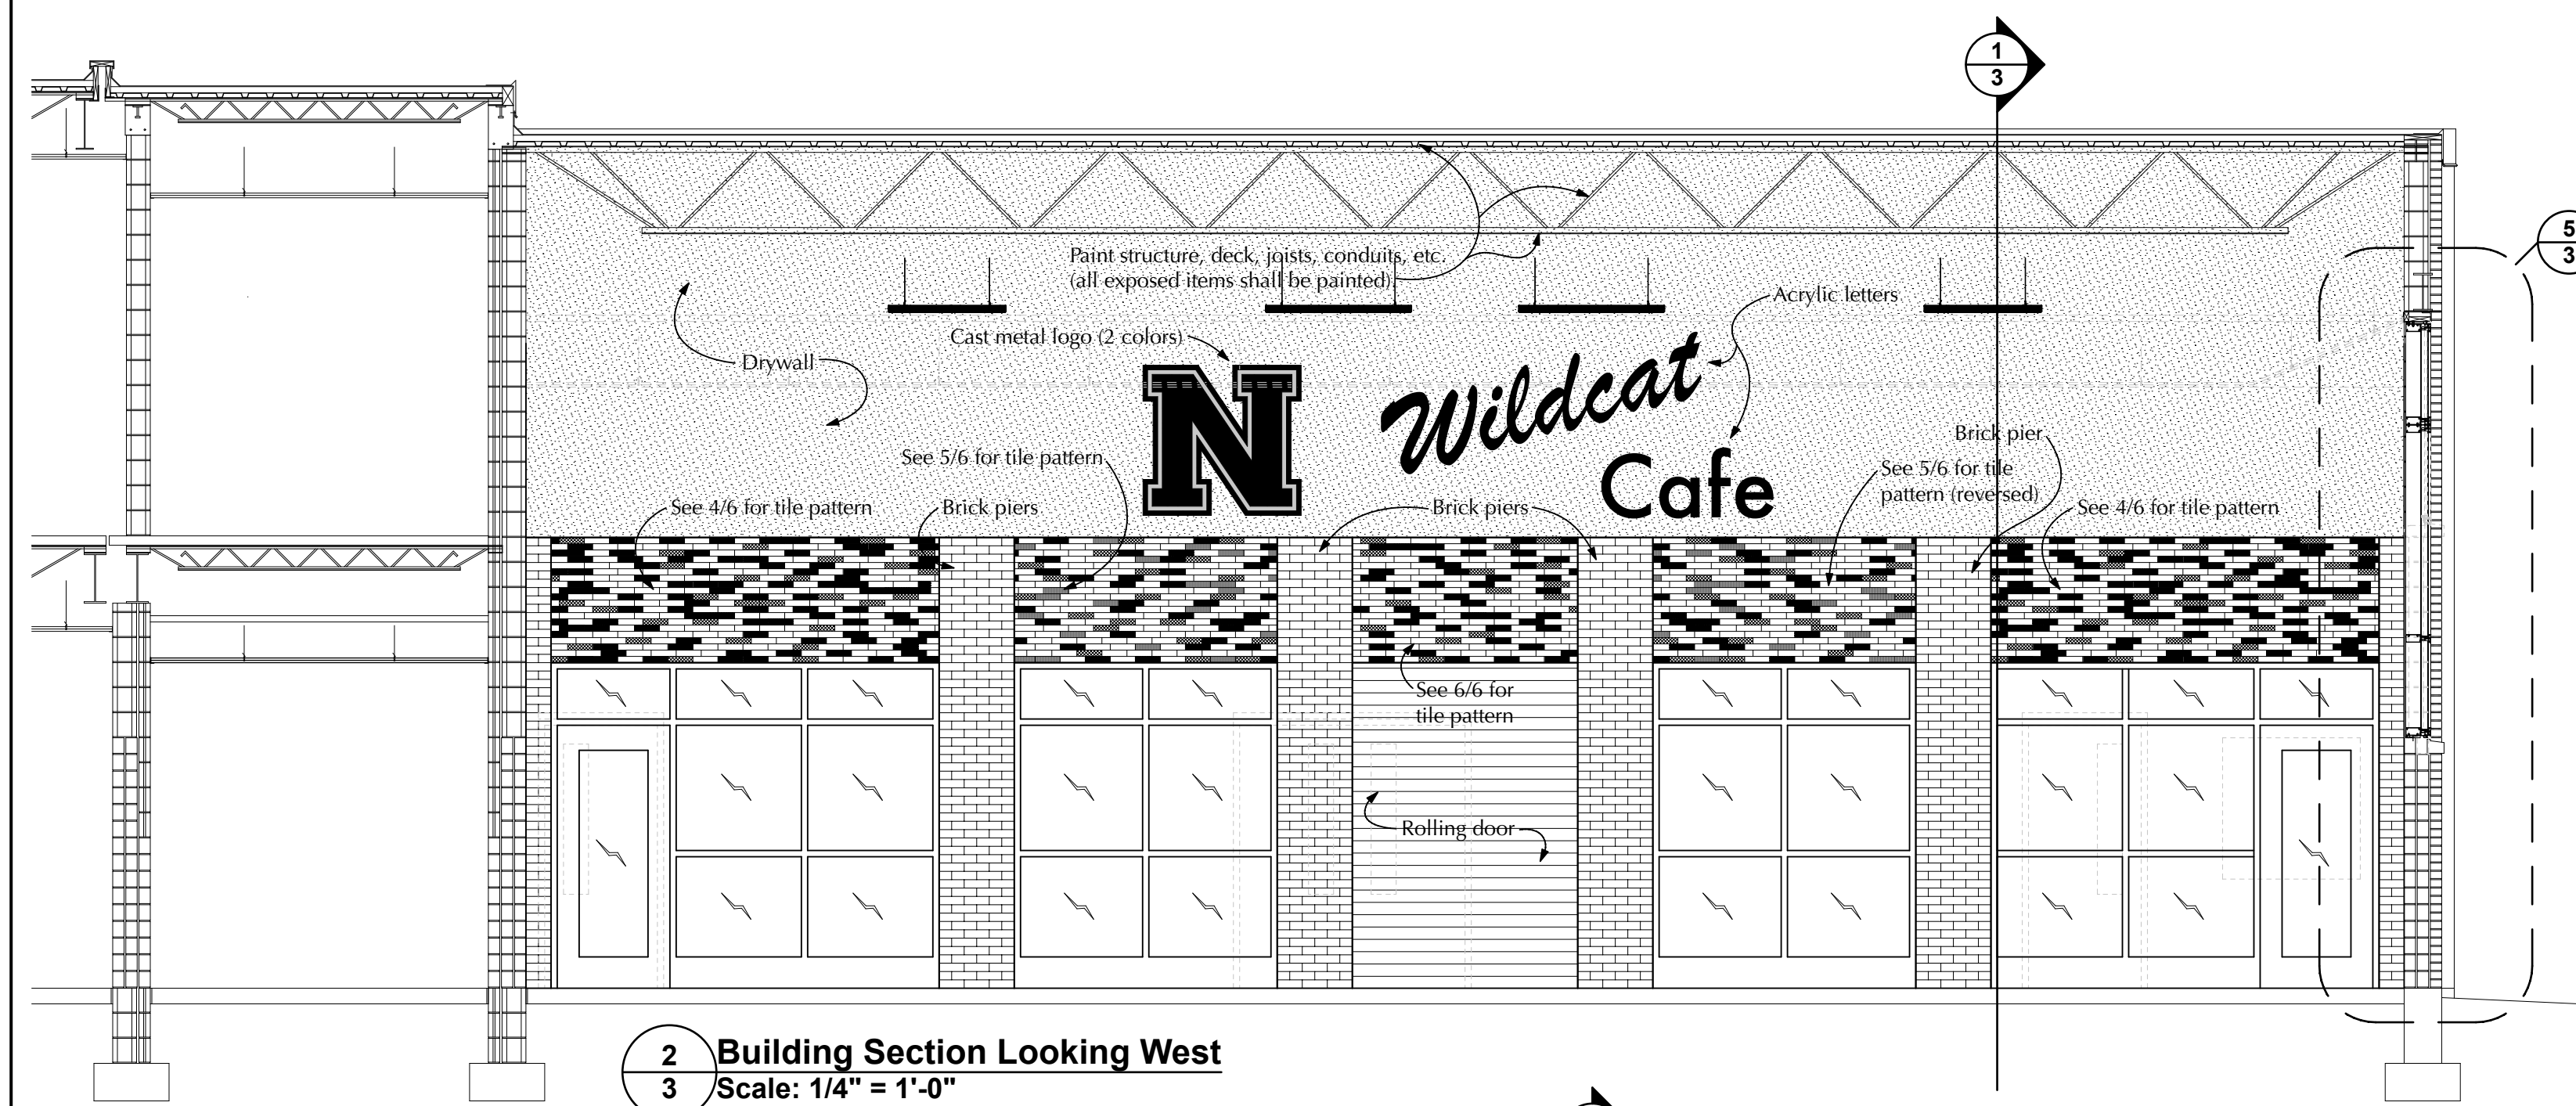 1
3
5
3
Paint structure, deck, joists, conduits, etc.
(all exposed items shall be painted).
Acrylic letters
Cast metal logo (2 colors)
Drywall
N
Wildcat
Cafe
Brick pier
See 5/6 for tile pattern
See 5/6 for tile
pattern (reversed)
See 4/6 for tile pattern
Brick piers
Brick piers
See 4/6 for tile pattern
See 6/6 for
tile pattern
Rolling door
2
3
Building Section Looking West
Scale: 1/4" = 1'-0"